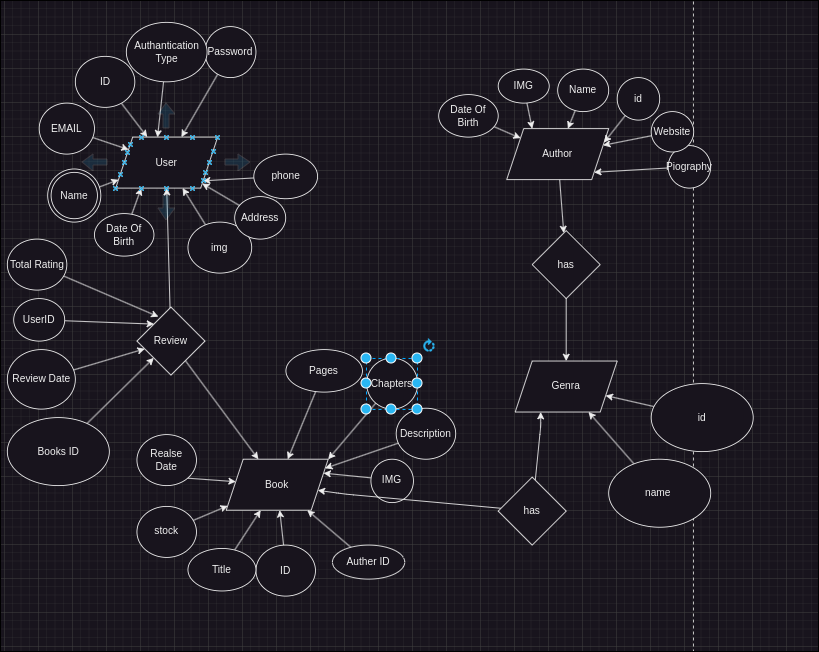 Authantication
Type
Password
ID
EMAIL
User
Name
Date Of
Birth
img
Address
phone
IMG
Name
id
Date Of
Birth
Website
Author
Piography
has
Total Rating
UserID
Review
Review Date
Books ID
Pages
Chapters
Description
Genra
id
name
Realse
Date
Book
IMG
has
stock
Title
ID
Auther ID